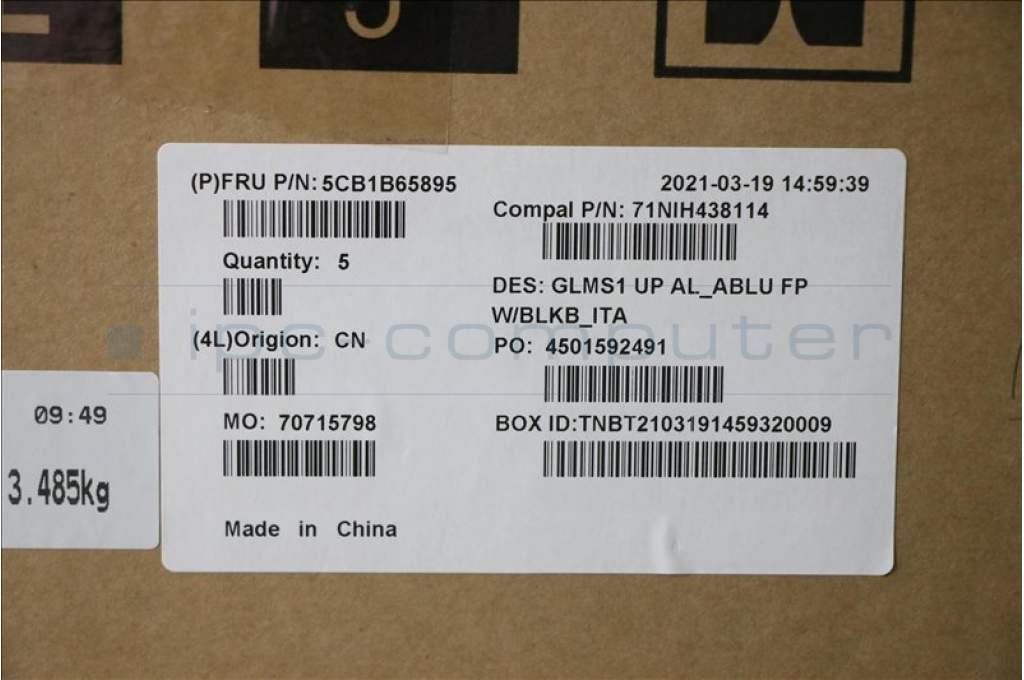 (P)FRU P/N: 5CB1B65895
2021-03-19 14:59:39
Compal P/N: 71NIH438114
Quantity: 5
DES: GLMS1 UP AL_ABLU FP
W/BLKB_ITA
(4L)Origion: CN
PO: 4501592491
ipc-computer
MO: 70715798
BOX ID:TNBT2103191459320009
Made in China
09:49
3.485kg